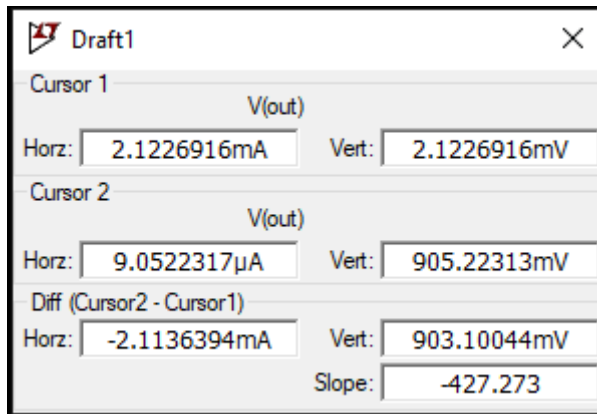 Draft1
Cursor 1
V(out)
Horz: 2.1226916mA Vert: 2.1226916mV
Cursor 2
V(out)
Horz: 9.0522317µA Vert: 905.22313mV
Diff (Cursor2 - Cursor1)
Horz: -2.1136394mA Vert: 903.10044mV
Slope: -427.273